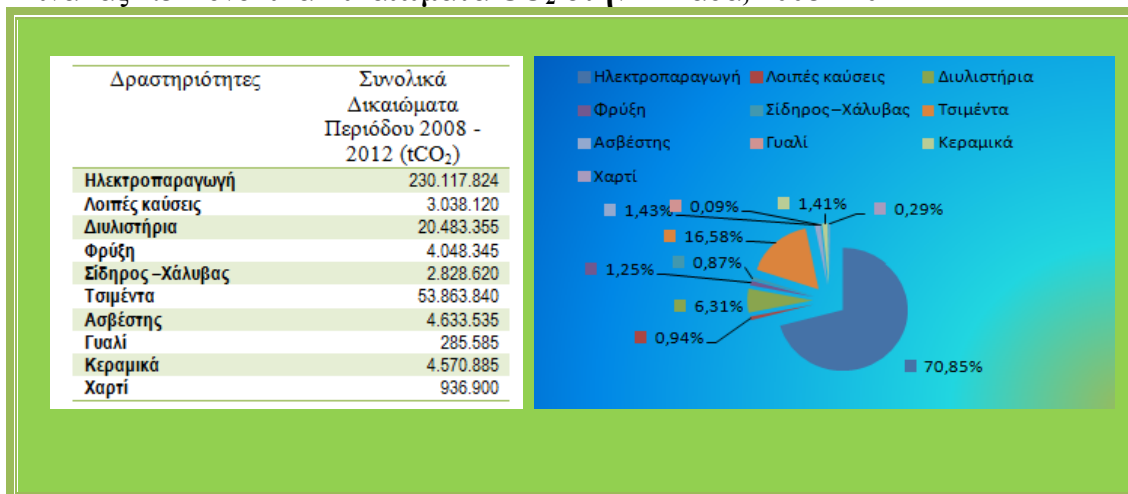 Δραστηριότητες Συνολικά
Δικαιώματα
Περιόδου 2008 -
2012 (tCO₂)
Ηλεκτροπαραγωγή 230.117.824
Λοιπές καύσεις 3.038.120
Διυλιστήρια 20.483.355
Φρύξη 4.048.345
Σίδηρος –Χάλυβας 2.828.620
Τσιμέντα 53.863.840
Ασβέστης 4.633.535
Γυαλί 285.585
Κεραμικά 4.570.885
Χαρτί 936.900
Ηλεκτροπαραγωγή Λοιπές καύσεις Διυλιστήρια
Φρύξη Σίδηρος–Χάλυβας Τσιμέντα
Ασβέστης Γυαλί Κεραμικά
Χαρτί
1,43% 0,09% 1,41% 0,29%
16,58%
1,25% 0,87%
6,31%
0,94%
70,85%